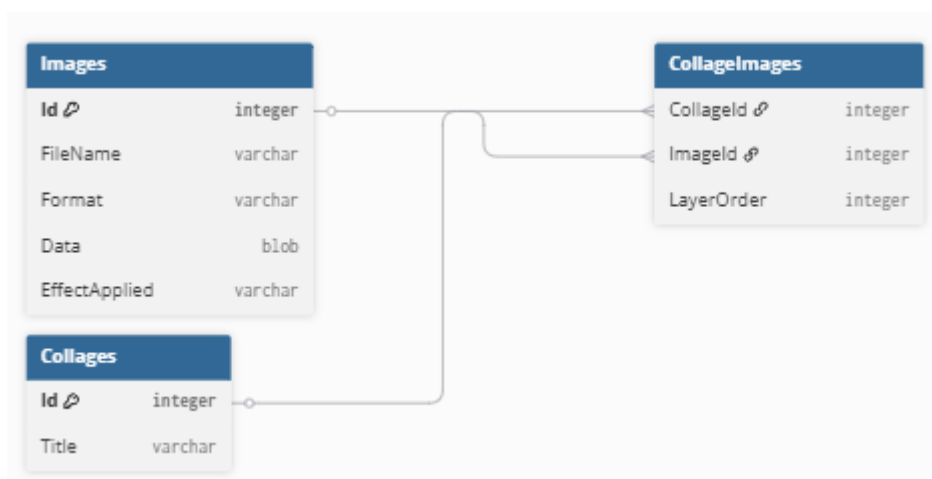 Images
Id integer
FileName varchar
Format varchar
Data blob
EffectApplied varchar
Collages
Id integer
Title varchar
CollageImages
CollageId integer
ImageId integer
LayerOrder integer